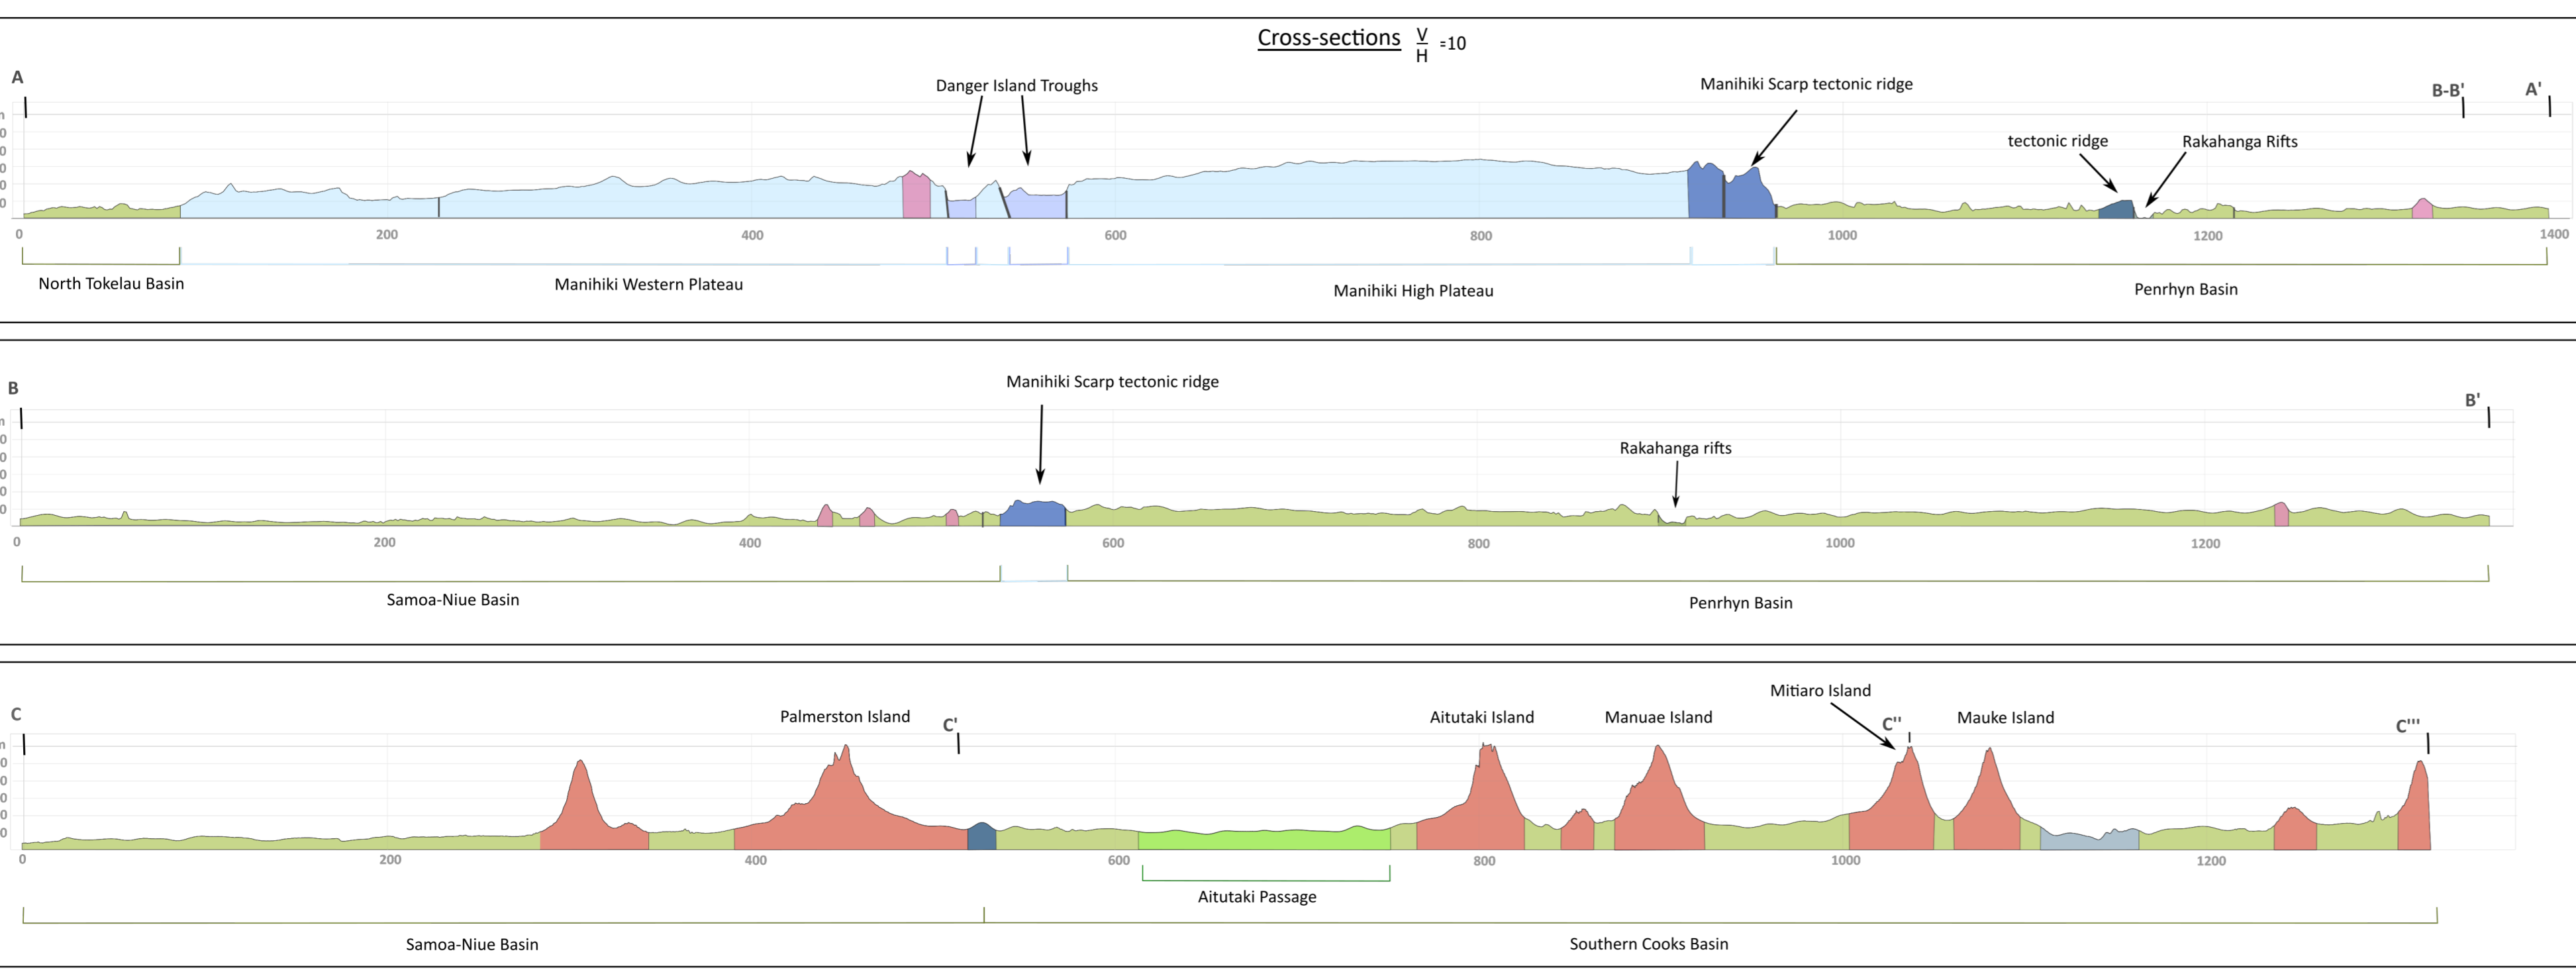 Cross-sections V/H =10
A
Danger Island Troughs
Manihiki Scarp tectonic ridge
B-B'
A'
tectonic ridge
Rakahanga Rifts
0 200 400 600 800 1000 1200 1400
North Tokelau Basin
Manihiki Western Plateau
Manihiki High Plateau
Penrhyn Basin
B
Manihiki Scarp tectonic ridge
B'
Rakahanga rifts
0 200 400 600 800 1000 1200
Samoa-Niue Basin
Penrhyn Basin
C
Palmerston Island
C'
Aitutaki Island
Manuae Island
Mitiaro Island
C''
Mauke Island
C'''
0 200 400 600 800 1000 1200
Aitutaki Passage
Samoa-Niue Basin
Southern Cooks Basin